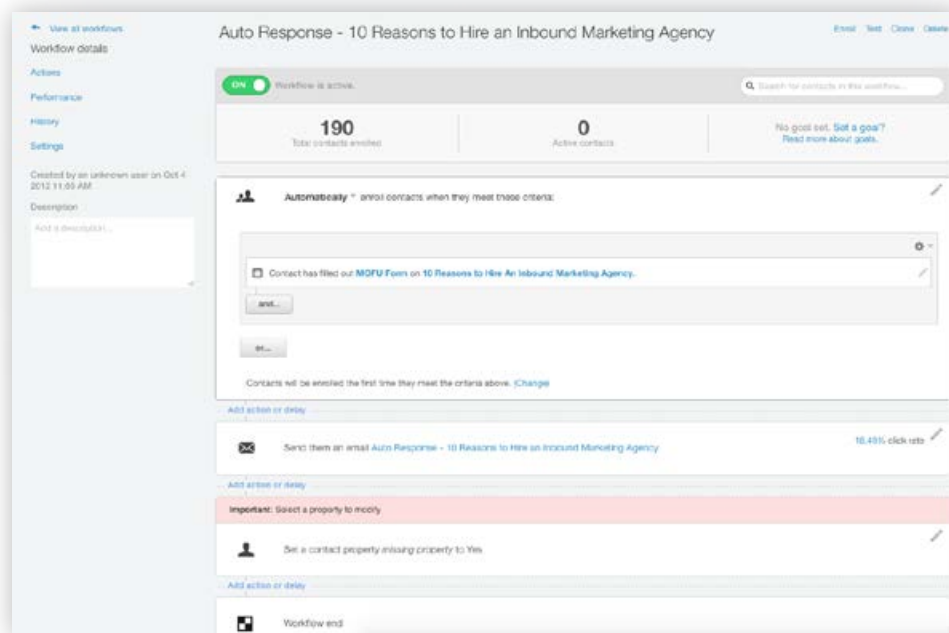 View all workflows
Workflow details
Actions
Performance
History
Settings
Created by an unknown user on Oct 4
2012 11:05 AM
Description
Add a description...
Auto Response - 10 Reasons to Hire an Inbound Marketing Agency
Enroll Test Clone Delete
ON Workflow is active.
Search for contacts in this workflow...
190
Total contacts enrolled
0
Active contacts
No goal set. Set a goal?
Read more about goals.
Automatically enroll contacts when they meet these criteria:
Contact has filled out MOFU Form on 10 Reasons to Hire An Inbound Marketing Agency.
and...
or...
Contacts will be enrolled the first time they meet the criteria above. (Change)
Add action or delay
Send them an email Auto Response - 10 Reasons to Hire an Inbound Marketing Agency
click rate
Add action or delay
Important: Select a property to modify
Set a contact property missing property to Yes
Add action or delay
Workflow end